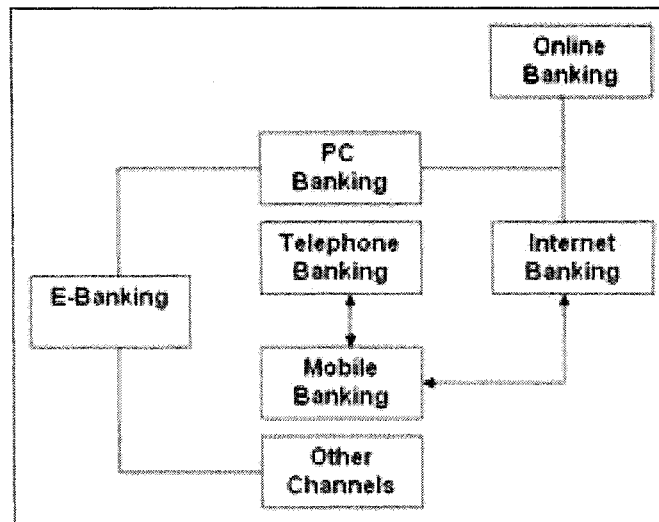 Online
Banking
PC
Banking
Telephone
Banking
Internet
Banking
E-Banking
Mobile
Banking
Other
Channels